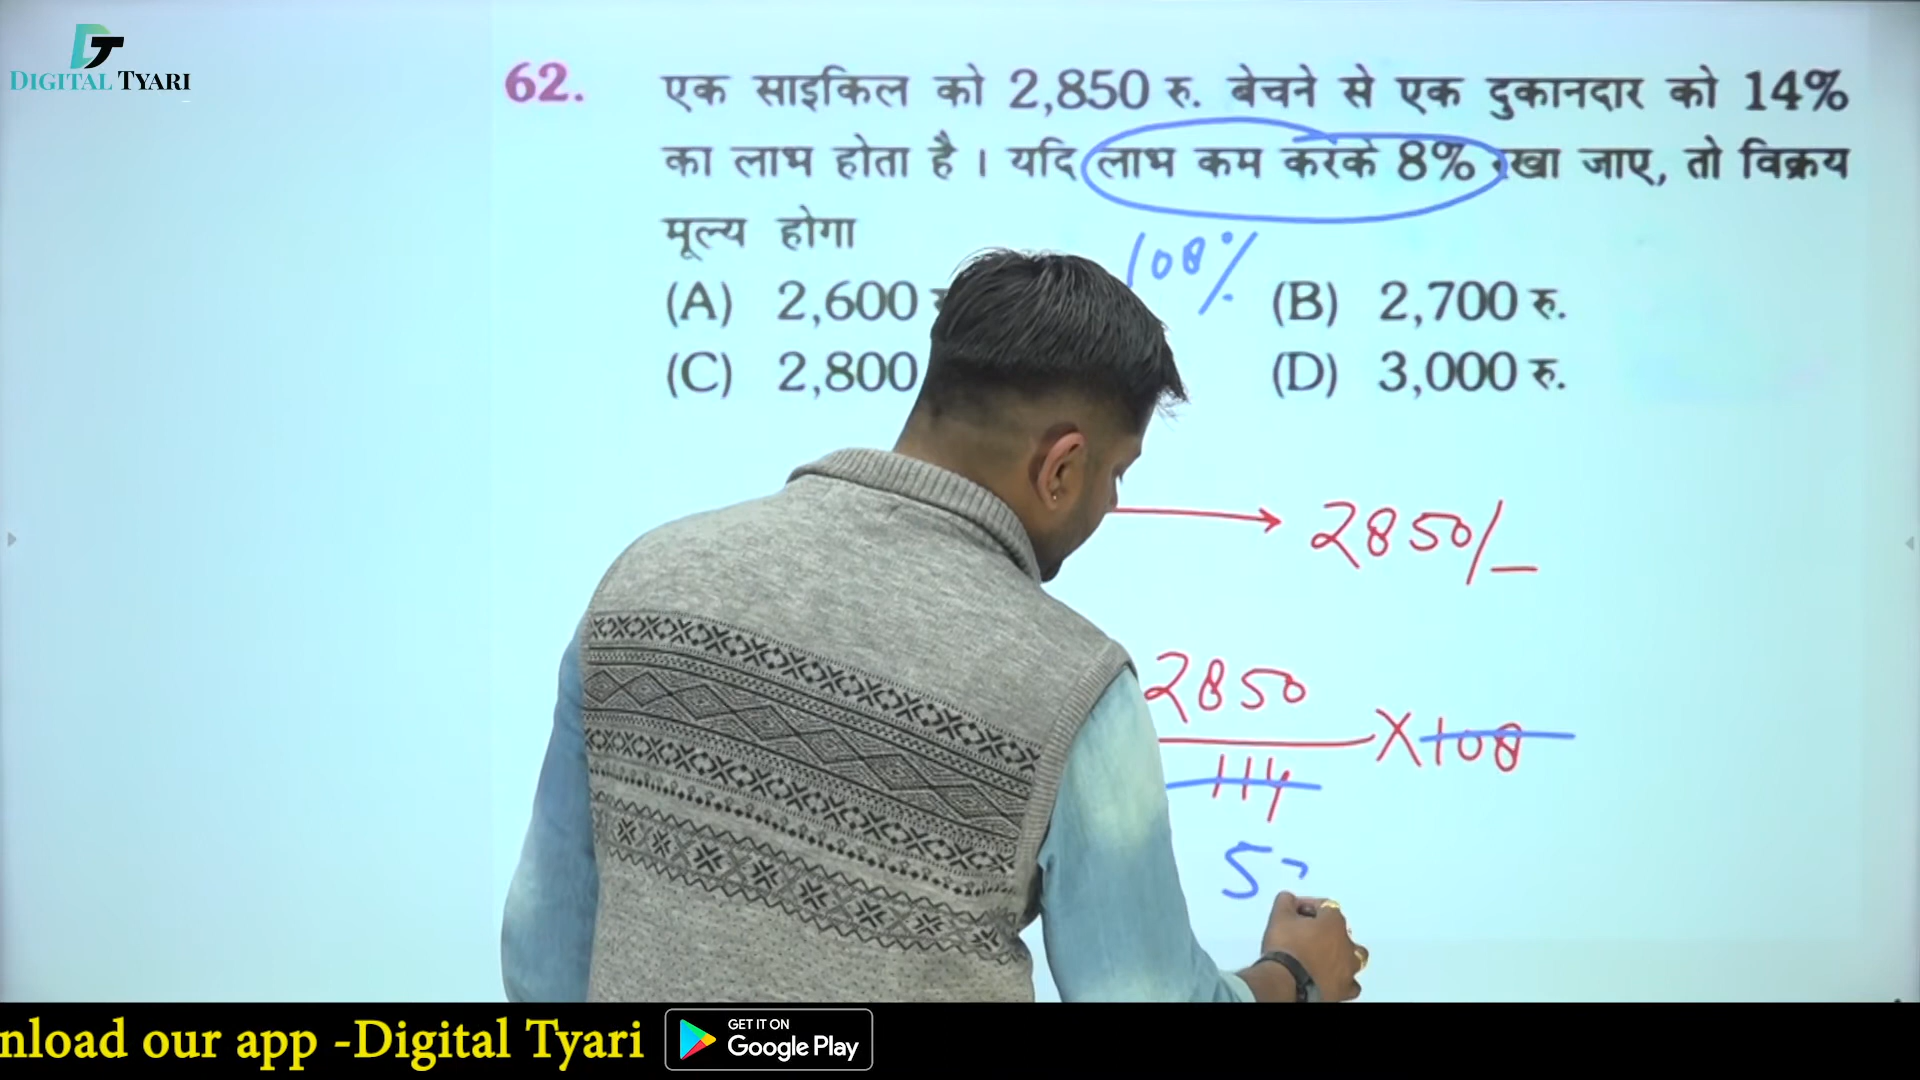 DT
DIGITAL TYARI
62. एक साइकिल को 2,850 रु. बेचने से एक दुकानदार को 14%
का लाभ होता है । यदि लाभ कम करके 8% रखा जाए, तो विक्रय
मूल्य होगा
108%
(A) 2,600 (B) 2,700 रु.
(C) 2,800 (D) 3,000 रु.
2850/-
2850
X 108
114
5
nload our app -Digital Tyari
GET IT ON
Google Play